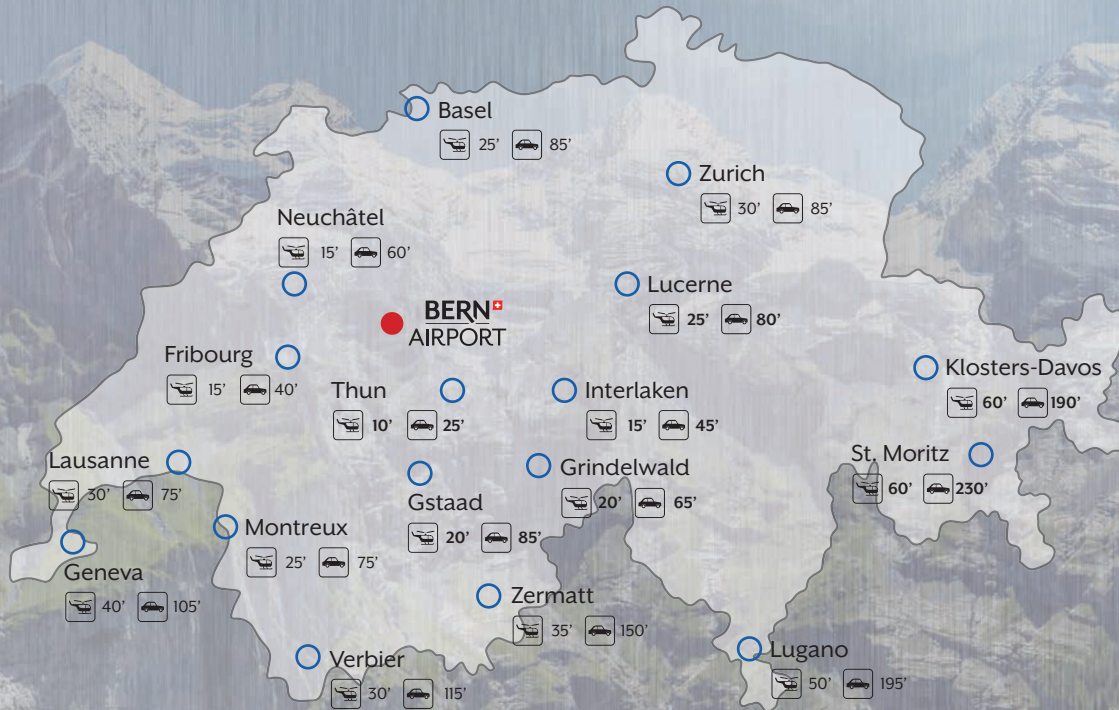 Basel
25' 85'
Zurich
30' 85'
Neuchâtel
15' 60'
Lucerne
25' 80'
BERN
AIRPORT
Fribourg
15' 40'
Thun
10' 25'
Interlaken
15' 45'
Klosters-Davos
60' 190'
Lausanne
30' 75'
Gstaad
20' 85'
Grindelwald
20' 65'
St. Moritz
60' 230'
Montreux
25' 75'
Geneva
40' 105'
Zermatt
35' 150'
Verbier
30' 115'
Lugano
50' 195'